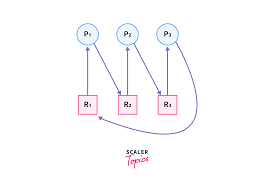 P₁ P₂ P₃
R₁ R₂ R₃
SCALER
Topics